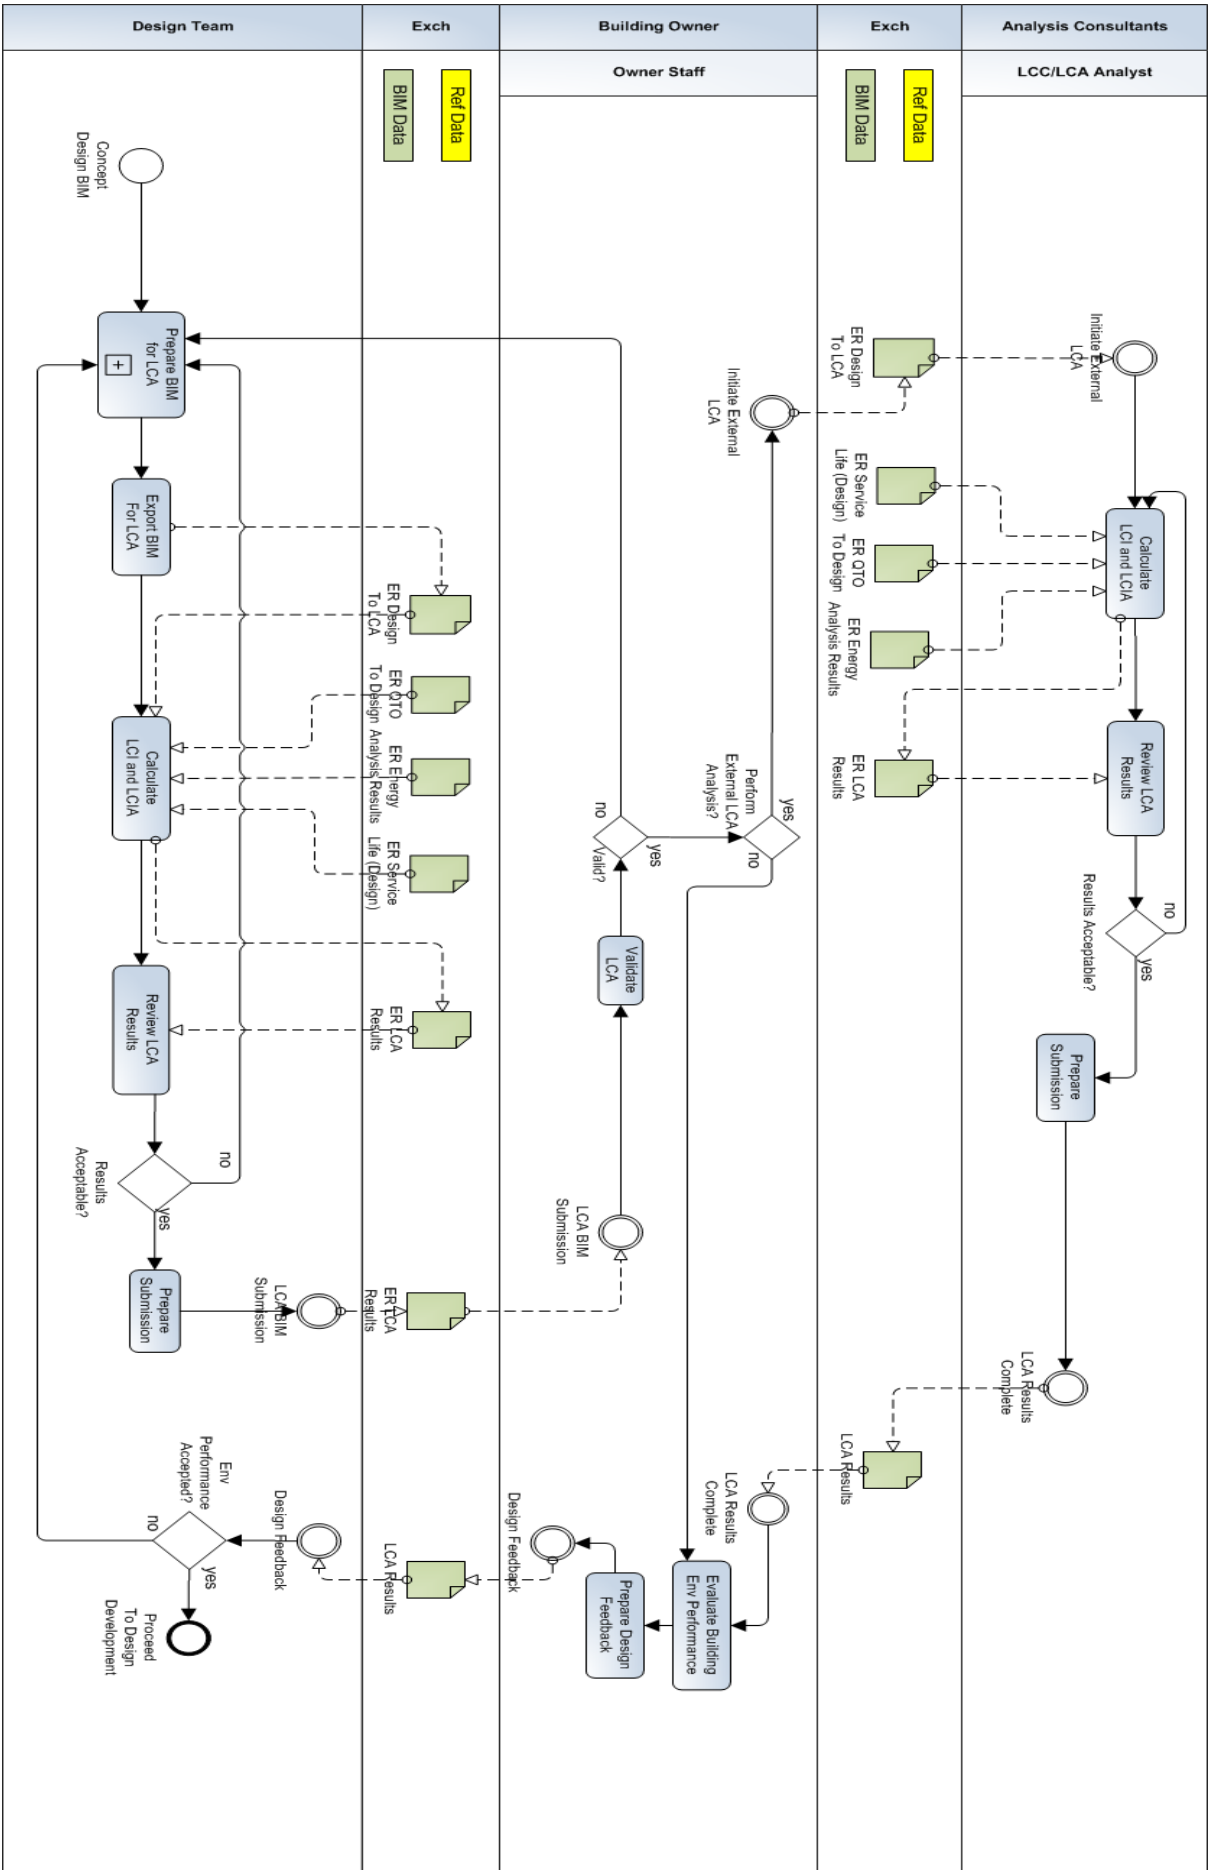 Design Team
Exch
Building Owner
Exch
Analysis Consultants
Owner Staff
LCC/LCA Analyst
BIM Data
Ref Data
BIM Data
Ref Data
Concept
Design BIM
Prepare BIM
for LCA
+
Export BIM
For LCA
Calculate
LCI and LCIA
Review LCA
Results
Results
Acceptable?
no
yes
Prepare
Submission
LCA BIM
Submission
Env
Performance
Accepted?
no
yes
Design Feedback
Proceed
To Design
Development
ER Design
To LCA
ER QTO
To Design
ER Energy
Analysis Results
ER Service
Life (Design)
ER LCA
Results
ER LCA
Results
LCA Results
Initiate External
LCA
Perform
External LCA
Analysis?
yes
no
no
Valid?
yes
Validate
LCA
LCA BIM
Submission
LCA Results
Complete
Evaluate Building
Env Performance
Prepare Design
Feedback
Design Feedback
ER Design
To LCA
ER Service
Life (Design)
ER QTO
To Design
ER Energy
Analysis Results
ER LCA
Results
LCA Results
Initiate External
LCA
Calculate
LCI and LCIA
Review LCA
Results
Results Acceptable?
no
yes
Prepare
Submission
LCA Results
Complete